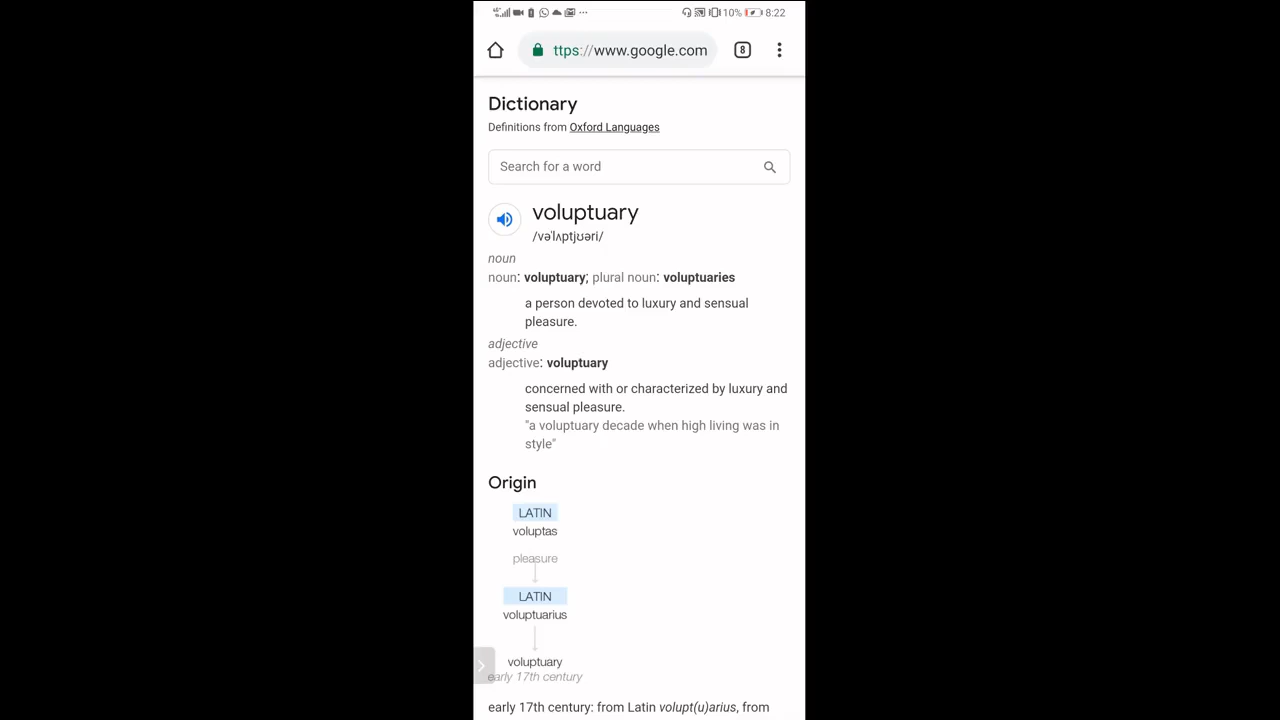 10% 8:22
ttps://www.google.com 8
Dictionary
Definitions from Oxford Languages
Search for a word
voluptuary
/vəˈlʌptjʊəri/
noun
noun: voluptuary; plural noun: voluptuaries
a person devoted to luxury and sensual
pleasure.
adjective
adjective: voluptuary
concerned with or characterized by luxury and
sensual pleasure.
"a voluptuary decade when high living was in
style"
Origin
LATIN
voluptas
pleasure
LATIN
voluptuarius
voluptuary
early 17th century
early 17th century: from Latin volupt(u)arius, from